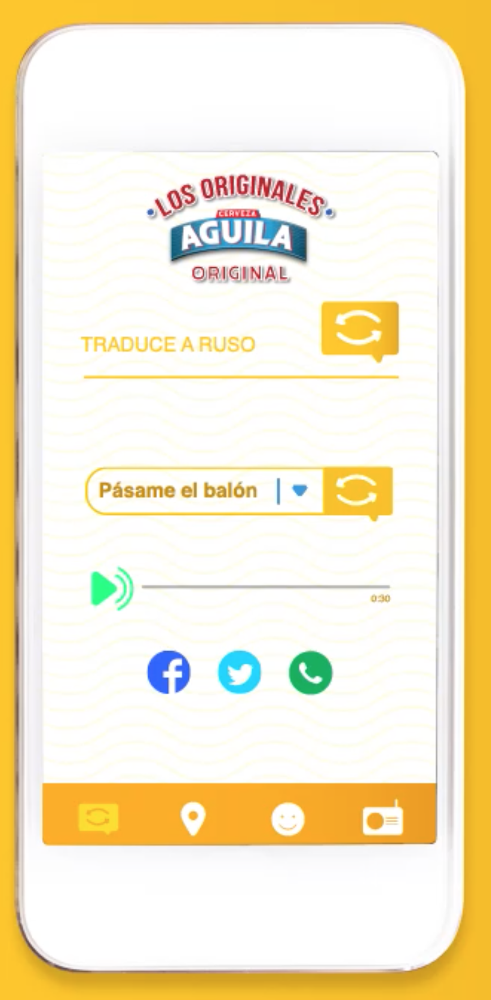 LOS ORIGINALES
CERVEZA
AGUILA
ORIGINAL
TRADUCE A RUSO
Pásame el balón
0:30